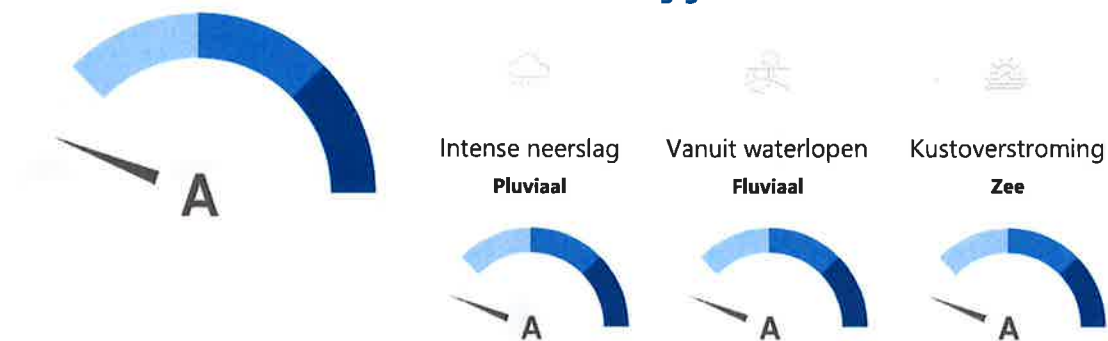 A
Intense neerslag
Pluviaal
A
Vanuit waterlopen
Fluviaal
A
Kustoverstroming
Zee
A